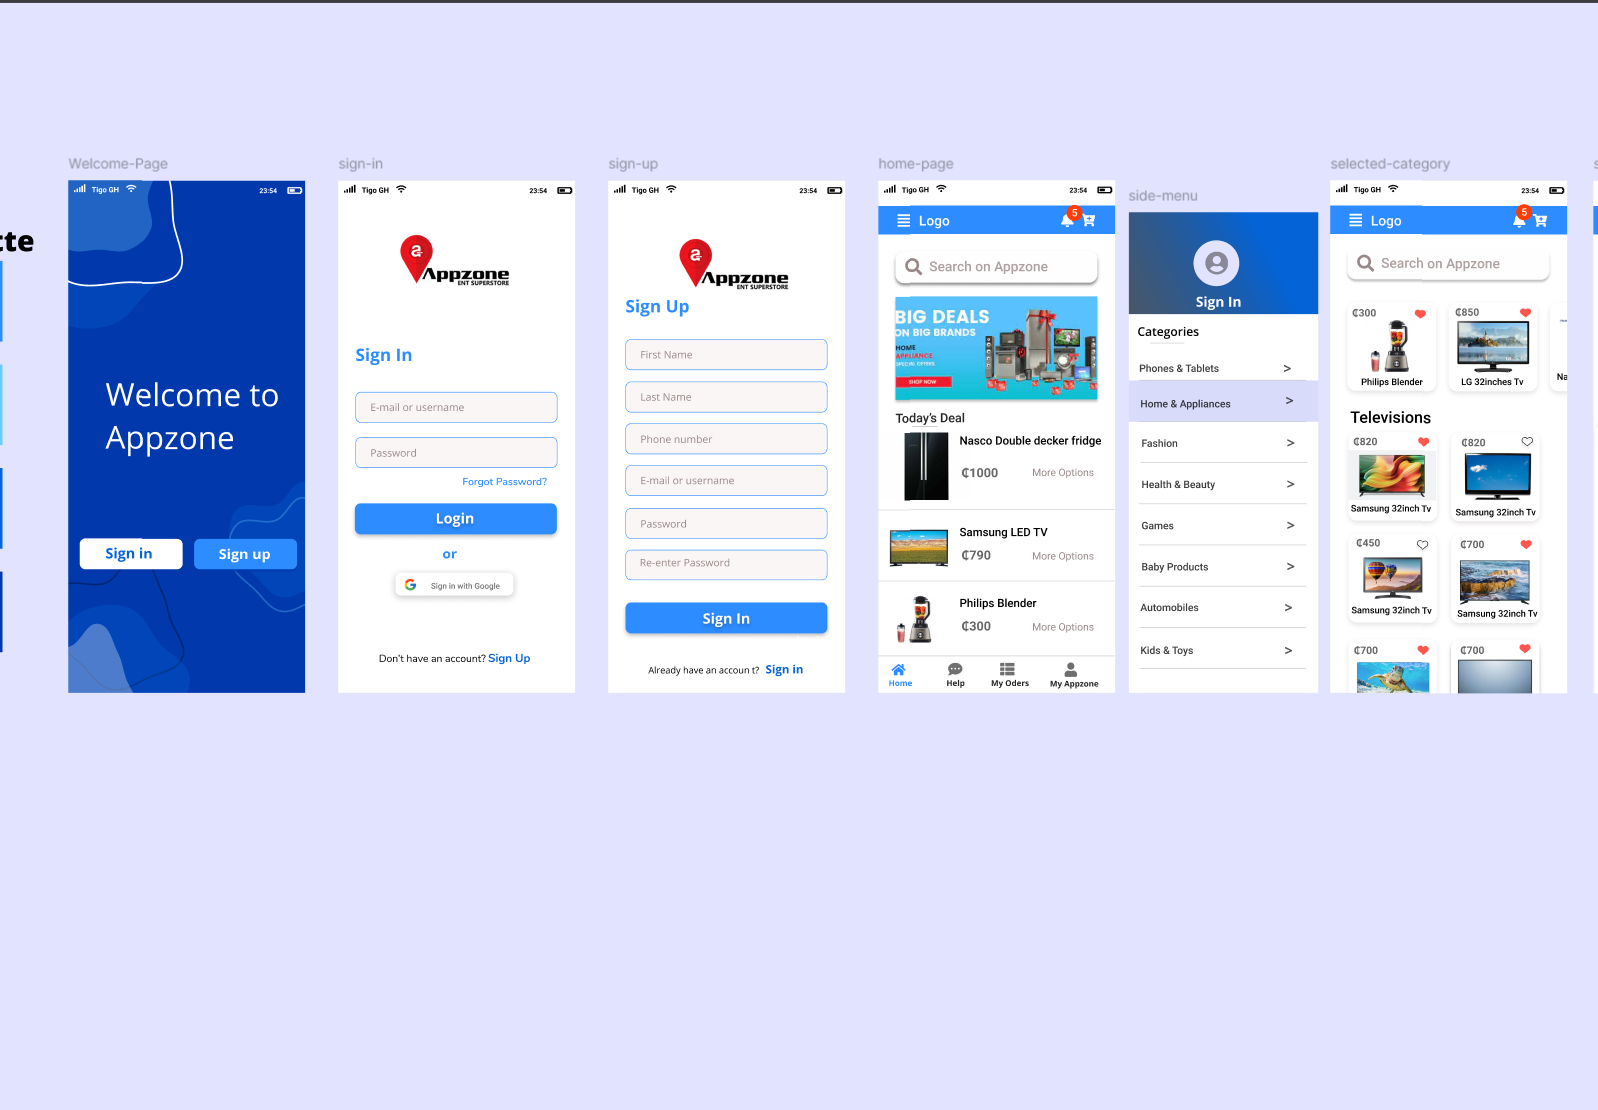 tte
Welcome-Page
Tigo GH
23:54
Welcome to
Appzone
Sign in
Sign up
sign-in
Tigo GH
23:54
a
Appzone
ENT SUPERSTORE
Sign In
E-mail or username
Password
Forgot Password?
Login
or
G Sign in with Google
Don't have an account? Sign Up
sign-up
Tigo GH
23:54
a
Appzone
ENT SUPERSTORE
Sign Up
First Name
Last Name
Phone number
E-mail or username
Password
Re-enter Password
Sign In
Already have an accoun t? Sign in
home-page
Tigo GH
23:54
Logo
5
Search on Appzone
BIG DEALS
ON BIG BRANDS
HOME
APPLIANCE
SPECIAL OFFERS
SHOP NOW
Today's Deal
Nasco Double decker fridge
₵1000
More Options
Samsung LED TV
₵790
More Options
Philips Blender
₵300
More Options
Home
Help
My Oders
My Appzone
side-menu
Sign In
Categories
Phones & Tablets >
Home & Appliances >
Fashion >
Health & Beauty >
Games >
Baby Products >
Automobiles >
Kids & Toys >
selected-category
Tigo GH
23:54
Logo
5
Search on Appzone
₵300
Philips Blender
₵850
LG 32inches Tv
Na
Televisions
₵820
Samsung 32inch Tv
₵820
Samsung 32inch Tv
₵450
Samsung 32inch Tv
₵700
Samsung 32inch Tv
₵700
₵700
s